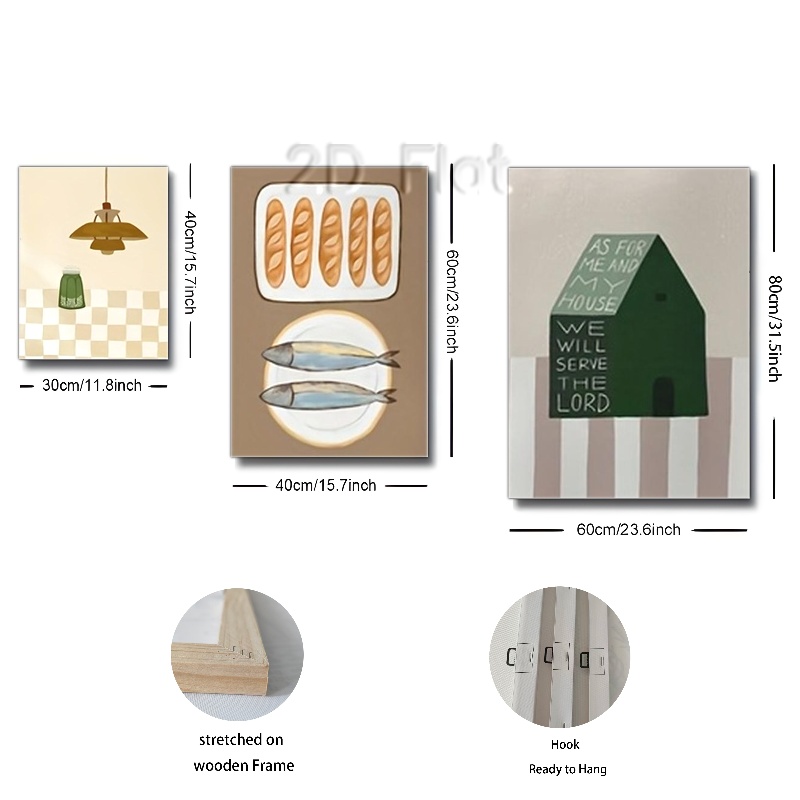 2D Flat
40cm/15.7inch
30cm/11.8inch
60cm/23.6inch
40cm/15.7inch
AS FOR
ME AND
MY
HOUSE
WE
WILL
SERVE
THE
LORD.
80cm/31.5inch
60cm/23.6inch
stretched on
wooden Frame
Hook
Ready to Hang